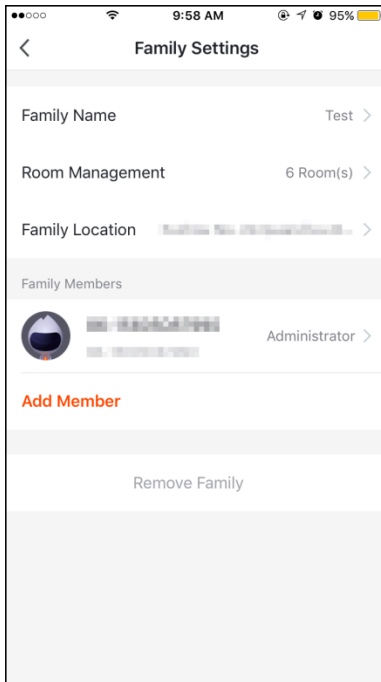 9:58 AM
95%
Family Settings
Family Name
Test
Room Management
6 Room(s)
Family Location
Family Members
Administrator
Add Member
Remove Family